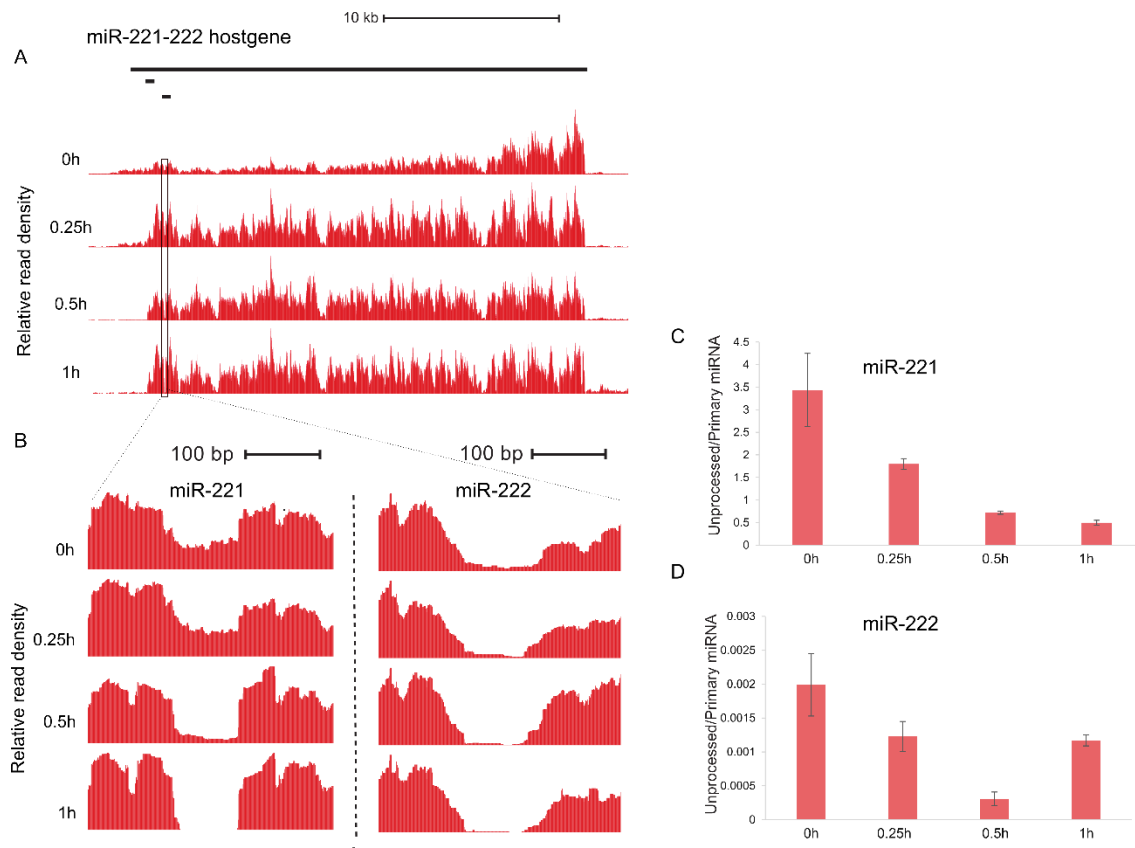 10 kb
miR-221-222 hostgene
A
0h
0.25h
0.5h
1h
Relative read density
B
100 bp
100 bp
miR-221
miR-222
0h
0.25h
0.5h
1h
Relative read density
C
miR-221
Unprocessed/Primary miRNA
4.5
4
3.5
3
2.5
2
1.5
1
0.5
0
0h
0.25h
0.5h
1h
D
miR-222
Unprocessed/Primary miRNA
0.003
0.0025
0.002
0.0015
0.001
0.0005
0
0h
0.25h
0.5h
1h